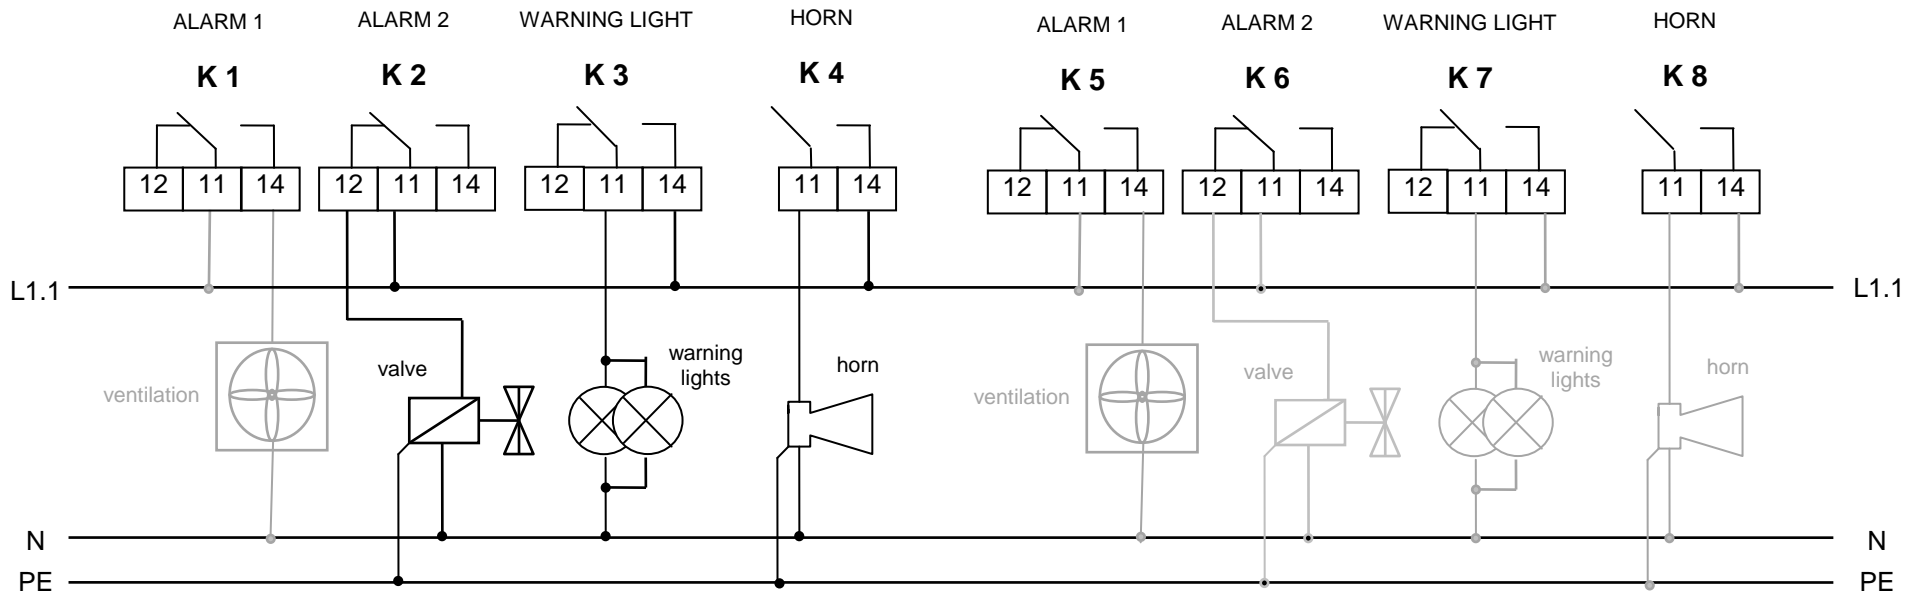 ALARM 1 ALARM 2 WARNING LIGHT HORN ALARM 1 ALARM 2 WARNING LIGHT HORN
K 1 K 2 K 3 K 4 K 5 K 6 K 7 K 8
12 11 14 12 11 14 12 11 14 11 14 12 11 14 12 11 14 12 11 14 11 14
L1.1 L1.1
ventilation valve warning lights horn ventilation valve warning lights horn
N N
PE PE